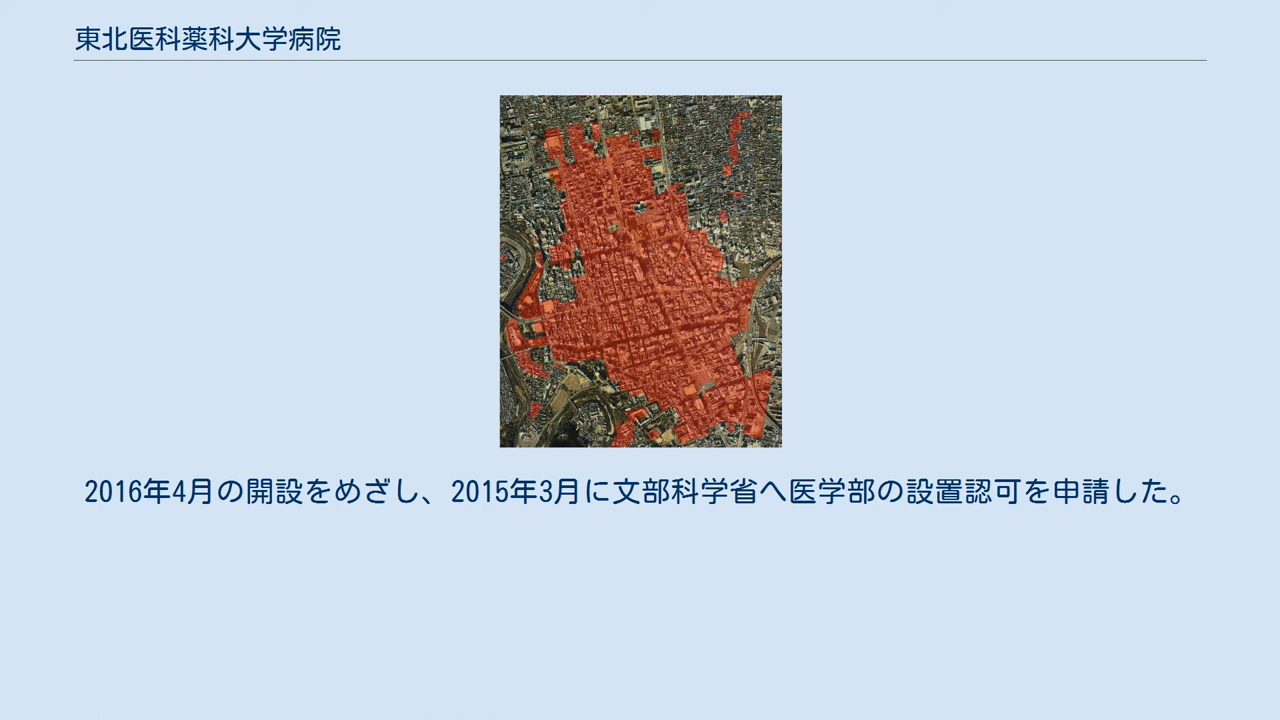 東北医科薬科大学病院
2016年4月の開設をめざし、2015年3月に文部科学省へ医学部の設置認可を申請した。